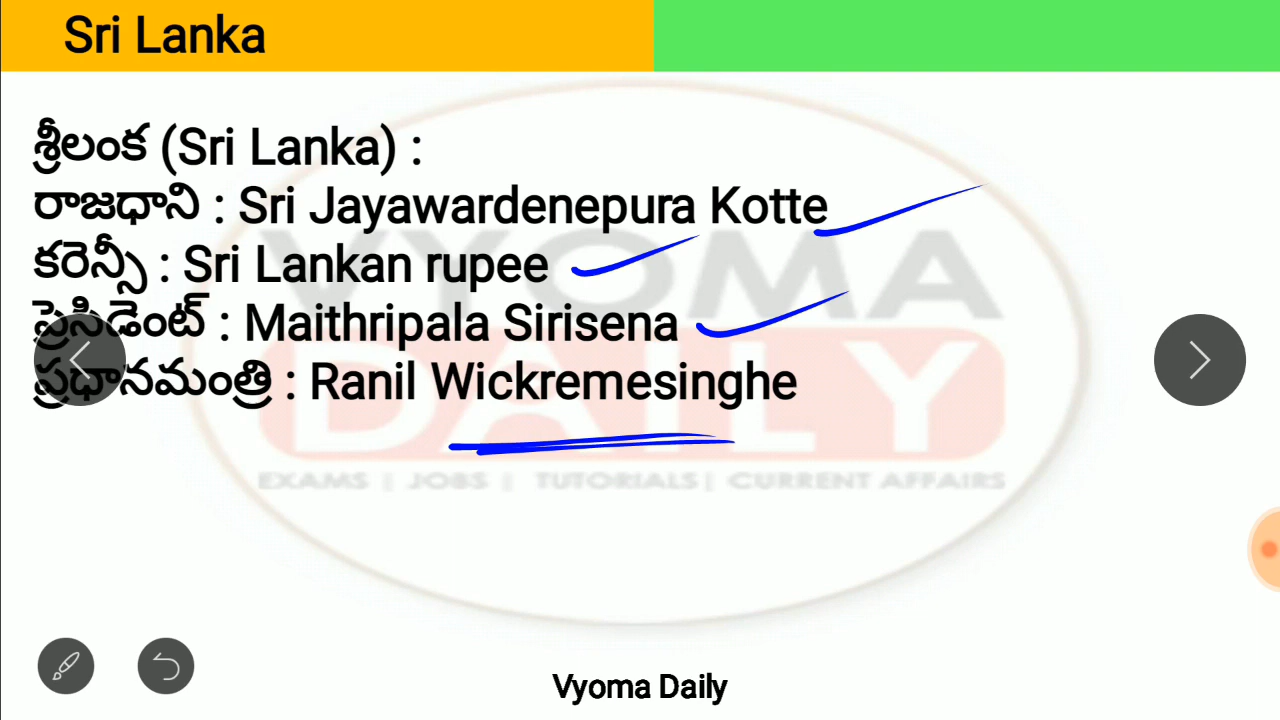 Sri Lanka
శ్రీలంక (Sri Lanka) :
రాజధాని : Sri Jayawardenepura Kotte
కరెన్సీ : Sri Lankan rupee
ప్రెసిడెంట్ : Maithripala Sirisena
ప్రధానమంత్రి : Ranil Wickremesinghe
VYOMA
DAILY
EXAMS | JOBS | TUTORIALS | CURRENT AFFAIRS
Vyoma Daily